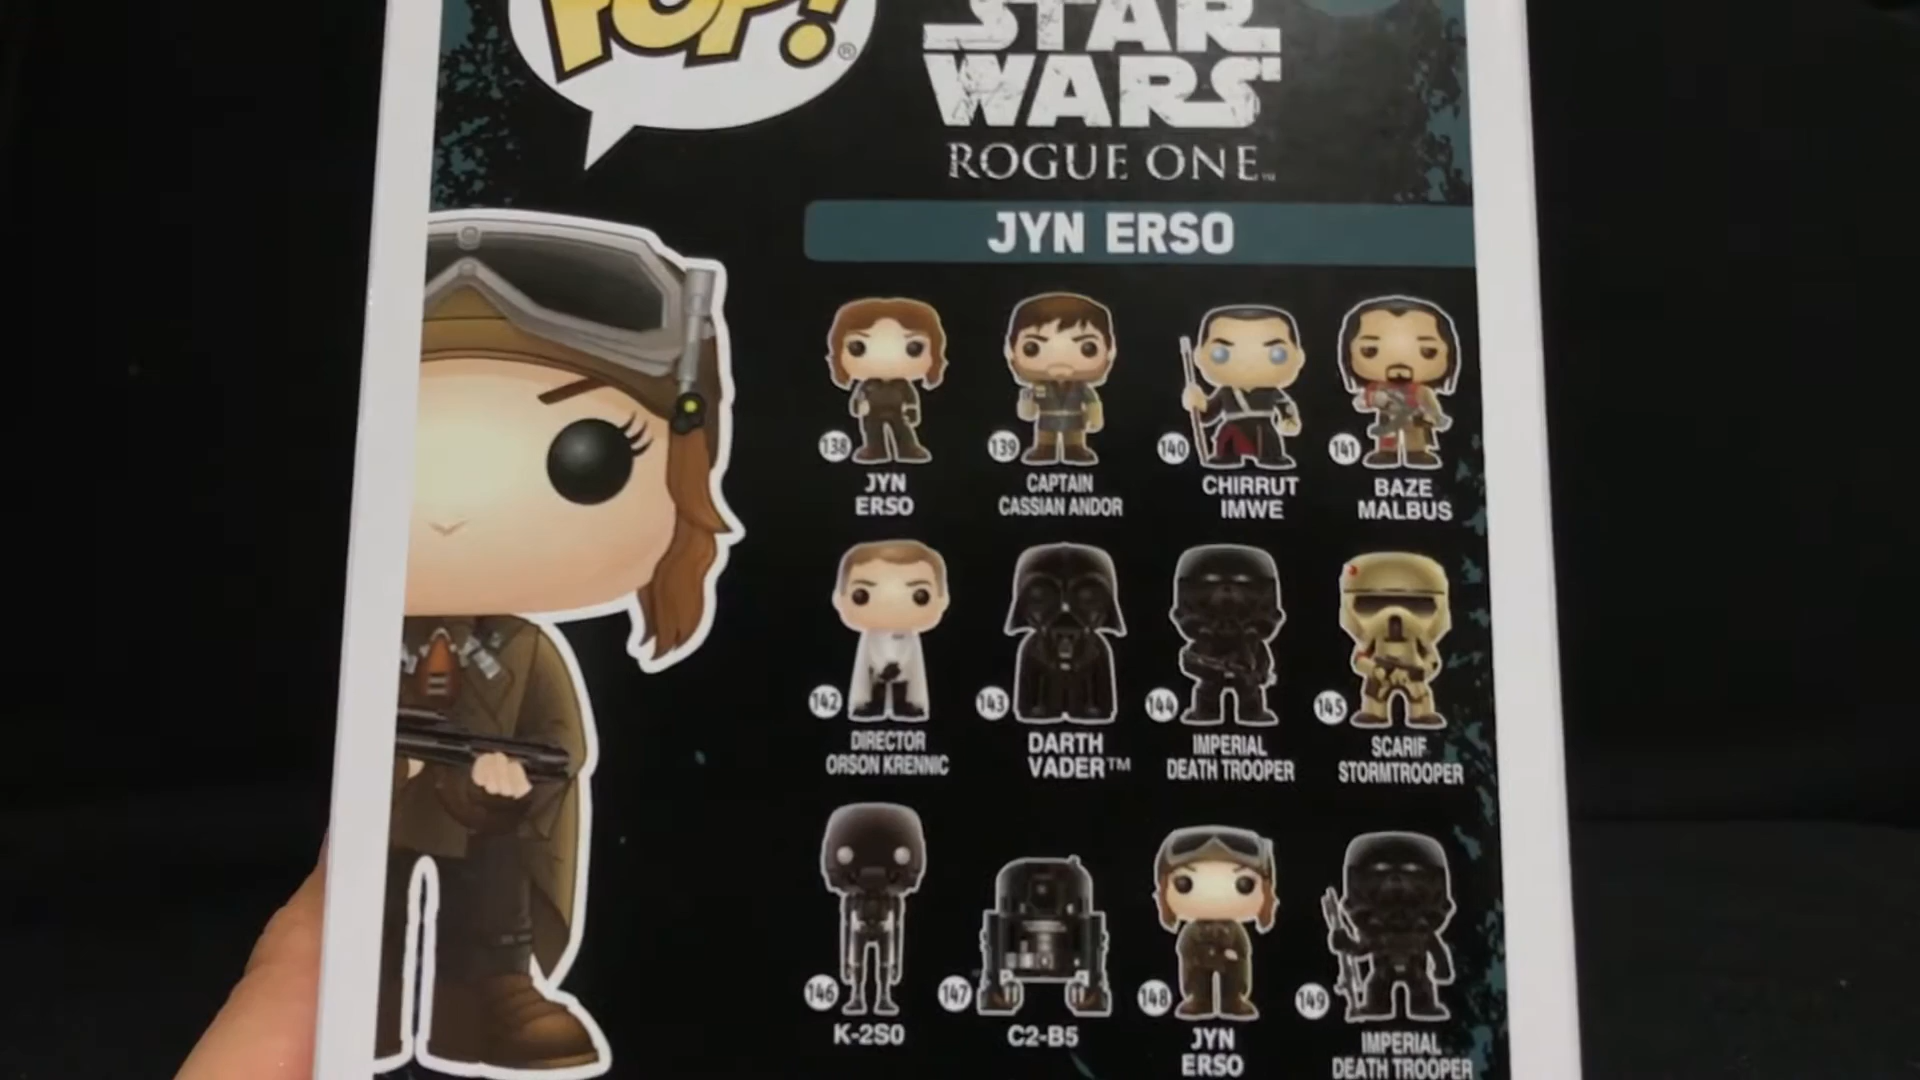 POP!®
STAR
WARS
ROGUE ONE™
JYN ERSO
138
JYN
ERSO
139
CAPTAIN
CASSIAN ANDOR
140
CHIRRUT
IMWE
141
BAZE
MALBUS
142
DIRECTOR
ORSON KRENNIC
143
DARTH
VADER™
144
IMPERIAL
DEATH TROOPER
145
SCARIF
STORMTROOPER
146
K-2SO
147
C2-B5
148
JYN
ERSO
149
IMPERIAL
DEATH TROOPER